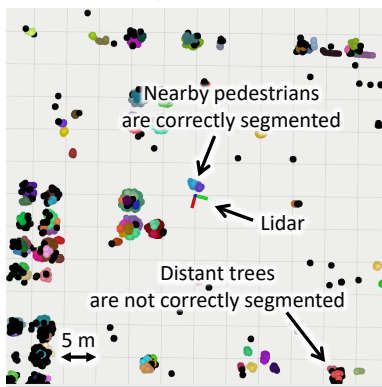 Nearby pedestrians
are correctly segmented
Lidar
Distant trees
are not correctly segmented
5 m